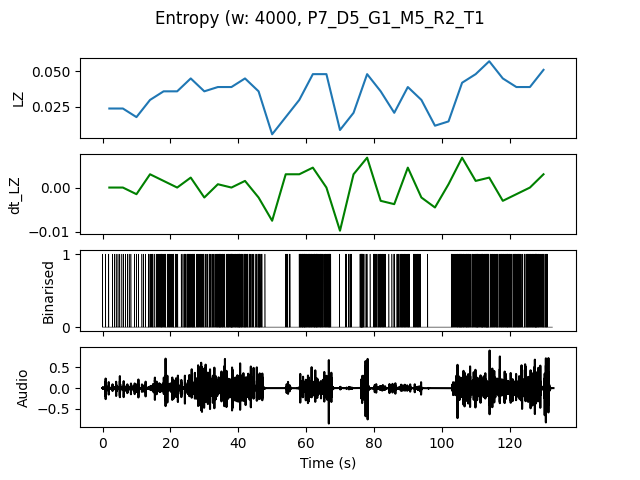 Entropy (w: 4000, P7_D5_G1_M5_R2_T1
LZ
0.050
0.025
dt_LZ
0.00
−0.01
Binarised
1
0
Audio
0.5
0.0
−0.5
0 20 40 60 80 100 120
Time (s)